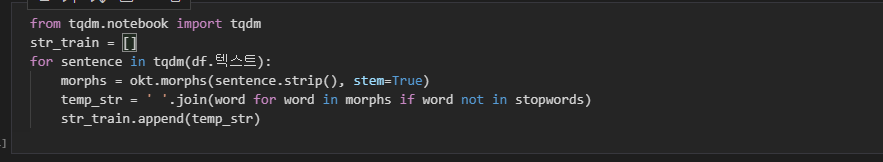 from tqdm.notebook import tqdm
str_train = []
for sentence in tqdm(df.텍스트):
    morphs = okt.morphs(sentence.strip(), stem=True)
    temp_str = ' '.join(word for word in morphs if word not in stopwords)
    str_train.append(temp_str)
]